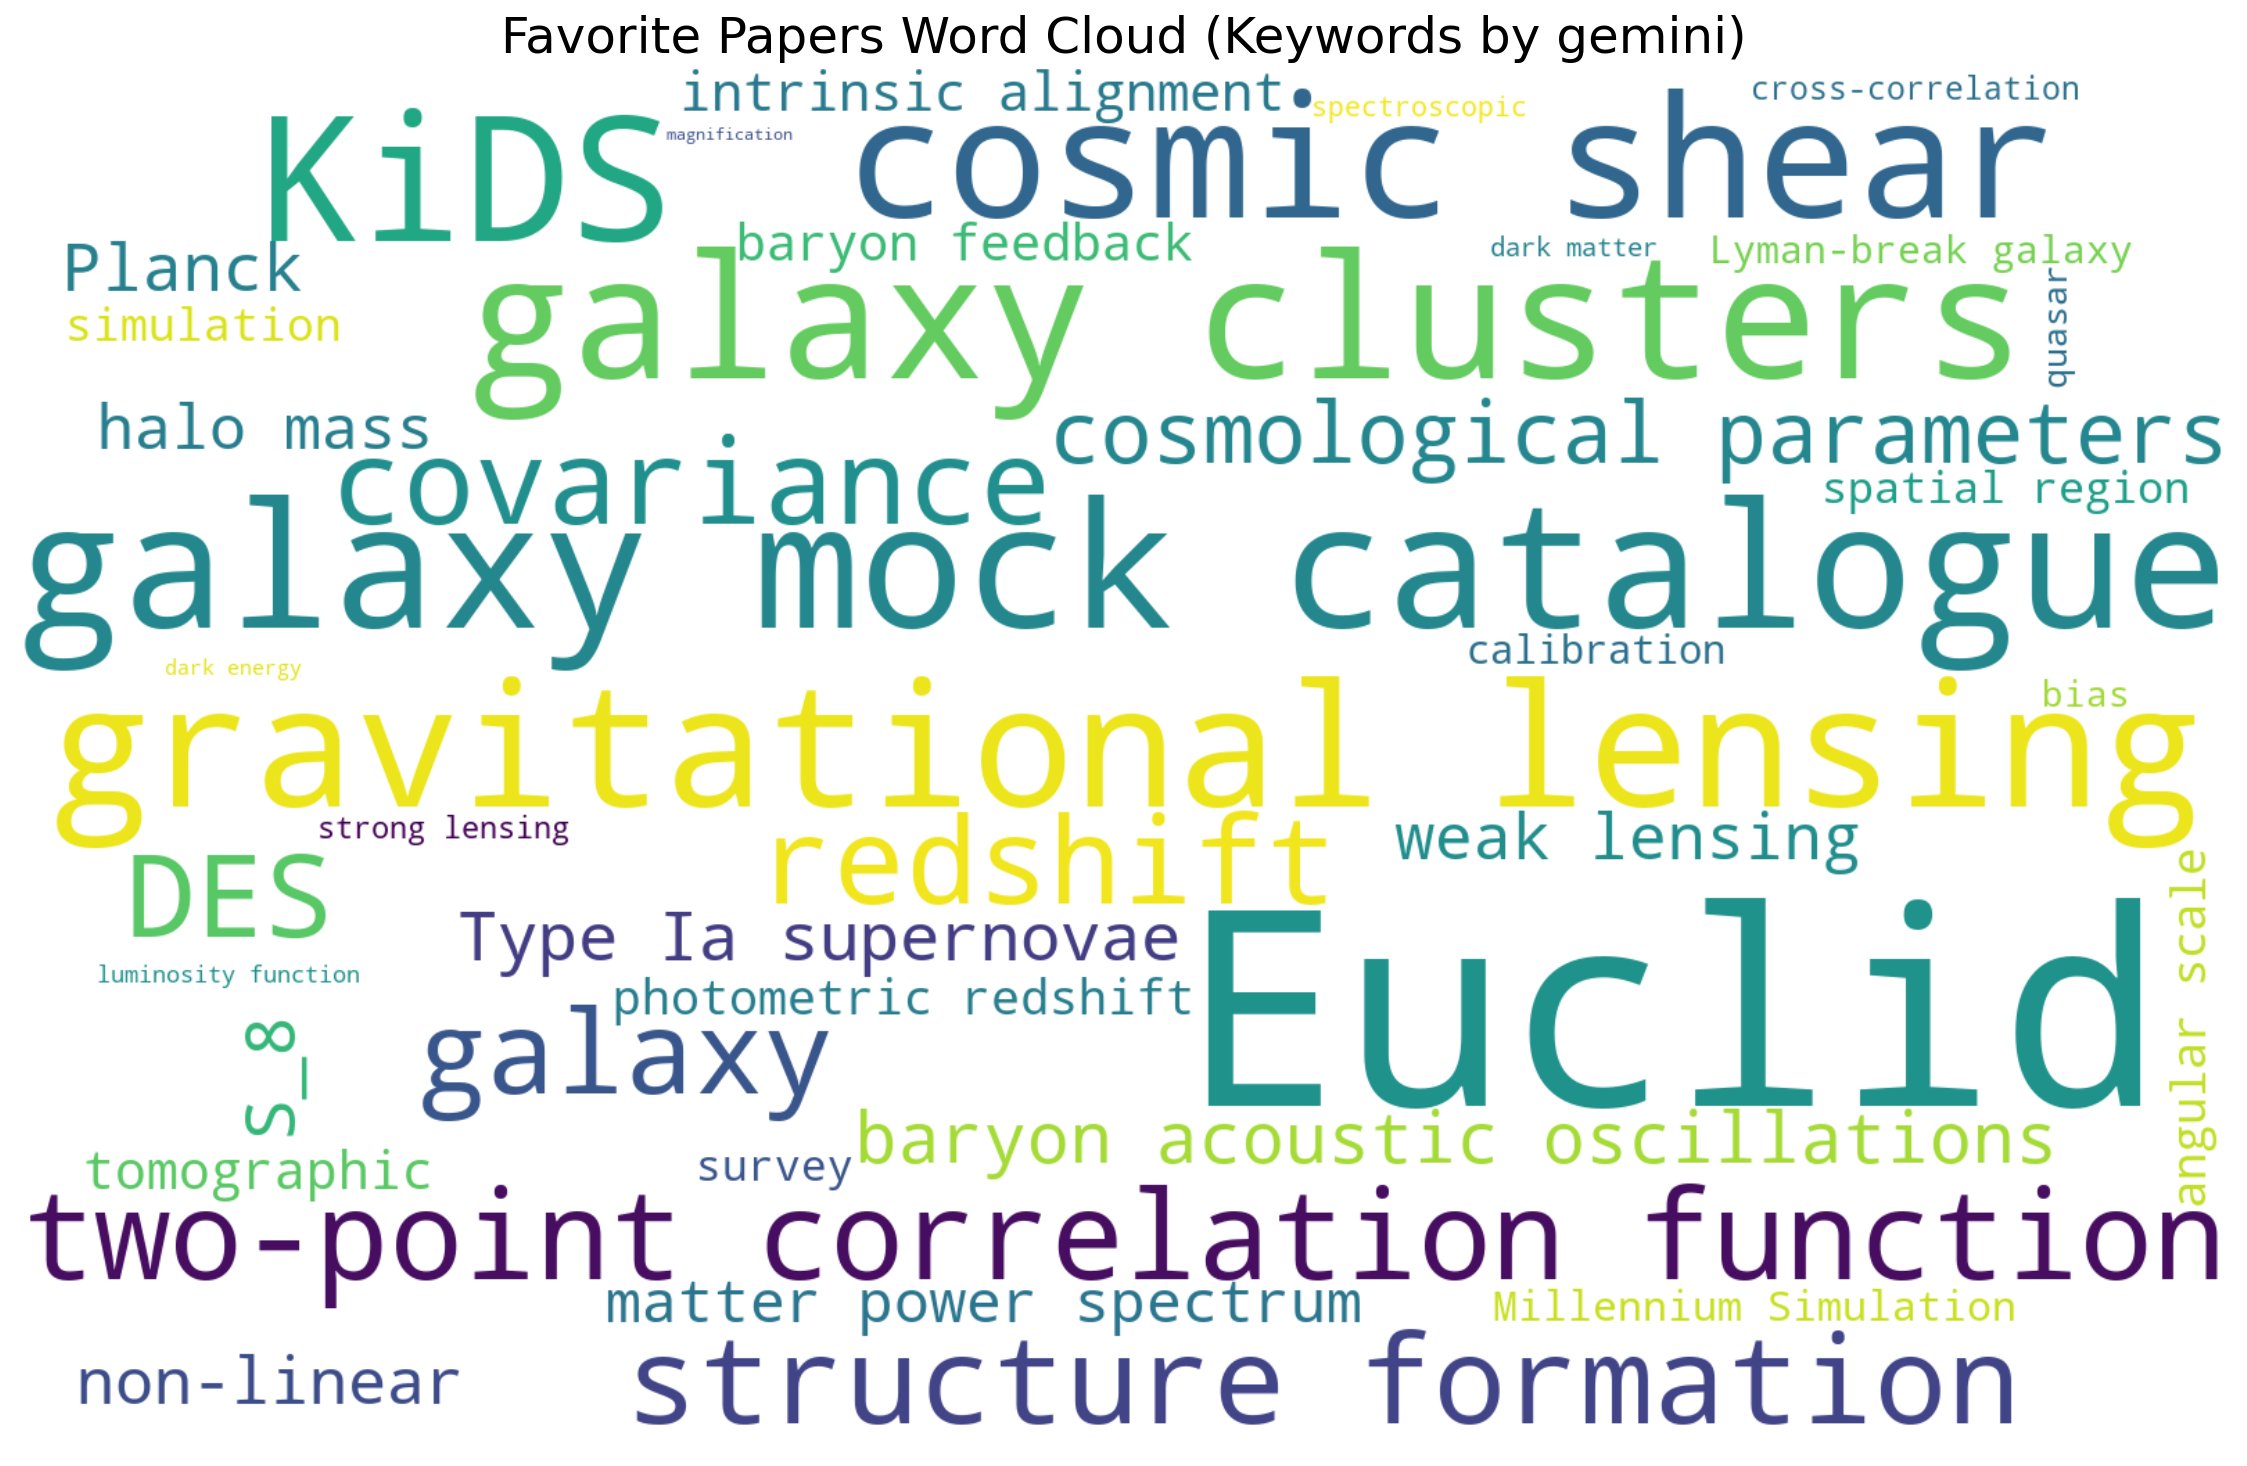 Favorite Papers Word Cloud (Keywords by gemini)
intrinsic alignment
cross-correlation
spectroscopic
magnification
KiDS
cosmic shear
baryon feedback
dark matter
Lyman-break galaxy
Planck
quasar
simulation
galaxy clusters
halo mass
cosmological parameters
covariance
spatial region
galaxy mock catalogue
calibration
dark energy
bias
gravitational lensing
strong lensing
redshift
weak lensing
DES
angular scale
Type Ia supernovae
luminosity function
photometric redshift
Euclid
galaxy
S_8
baryon acoustic oscillations
tomographic
survey
two-point correlation function
matter power spectrum
Millennium Simulation
non-linear
structure formation